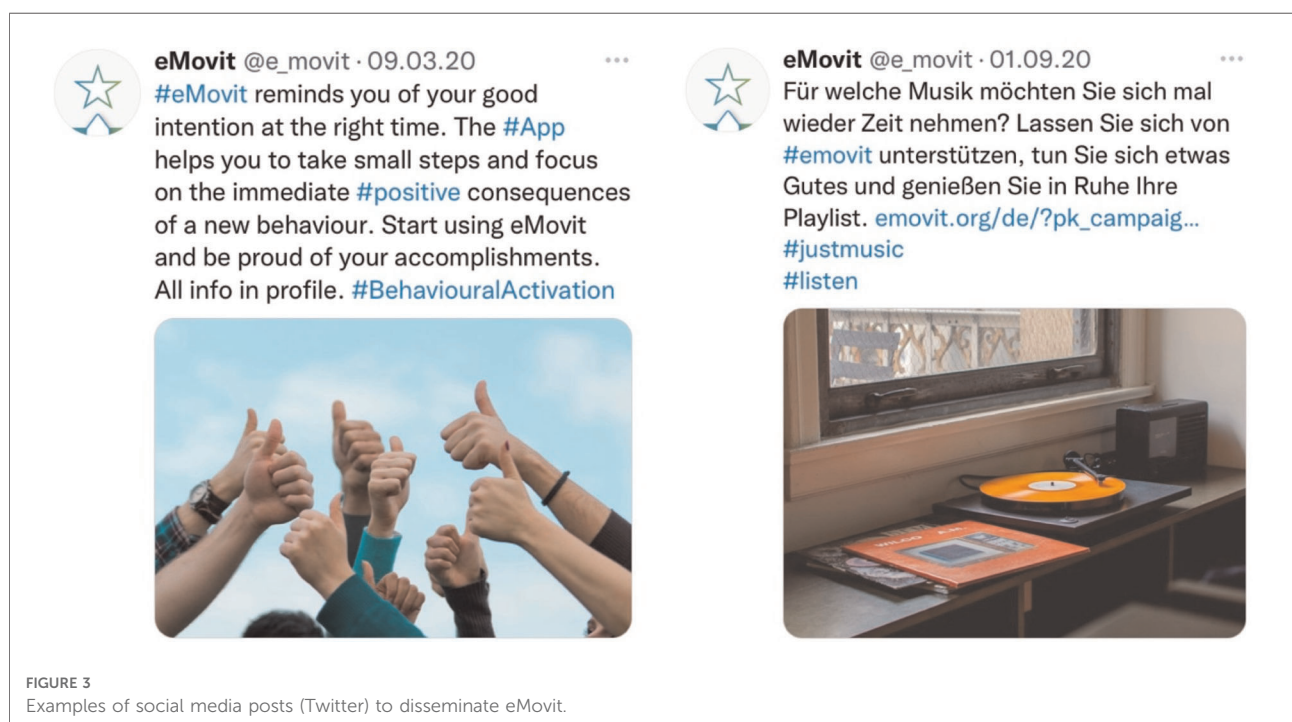 eMovit @e_movit · 09.03.20
#eMovit reminds you of your good
intention at the right time. The #App
helps you to take small steps and focus
on the immediate #positive consequences
of a new behaviour. Start using eMovit
and be proud of your accomplishments.
All info in profile. #BehaviouralActivation
eMovit @e_movit · 01.09.20
Für welche Musik möchten Sie sich mal
wieder Zeit nehmen? Lassen Sie sich von
#emovit unterstützen, tun Sie sich etwas
Gutes und genießen Sie in Ruhe Ihre
Playlist. emovit.org/de/?pk_campaig...
#justmusic
#listen
WILCO A.M.
FIGURE 3
Examples of social media posts (Twitter) to disseminate eMovit.